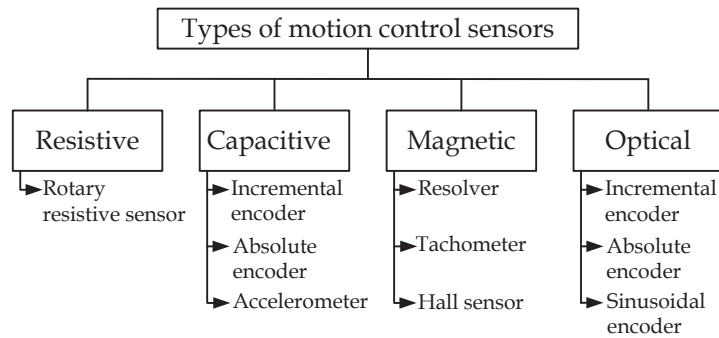 Types of motion control sensors
Resistive
Rotary
resistive sensor
Capacitive
Incremental
encoder
Absolute
encoder
Accelerometer
Magnetic
Resolver
Tachometer
Hall sensor
Optical
Incremental
encoder
Absolute
encoder
Sinusoidal
encoder